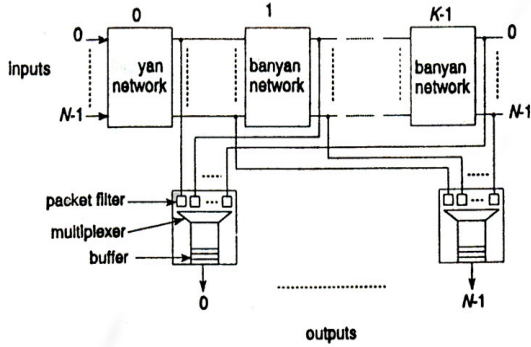 0 1 K-1
0 yan network banyan network banyan network 0
inputs
N-1 N-1
packet filter
multiplexer
buffer
0 N-1
outputs